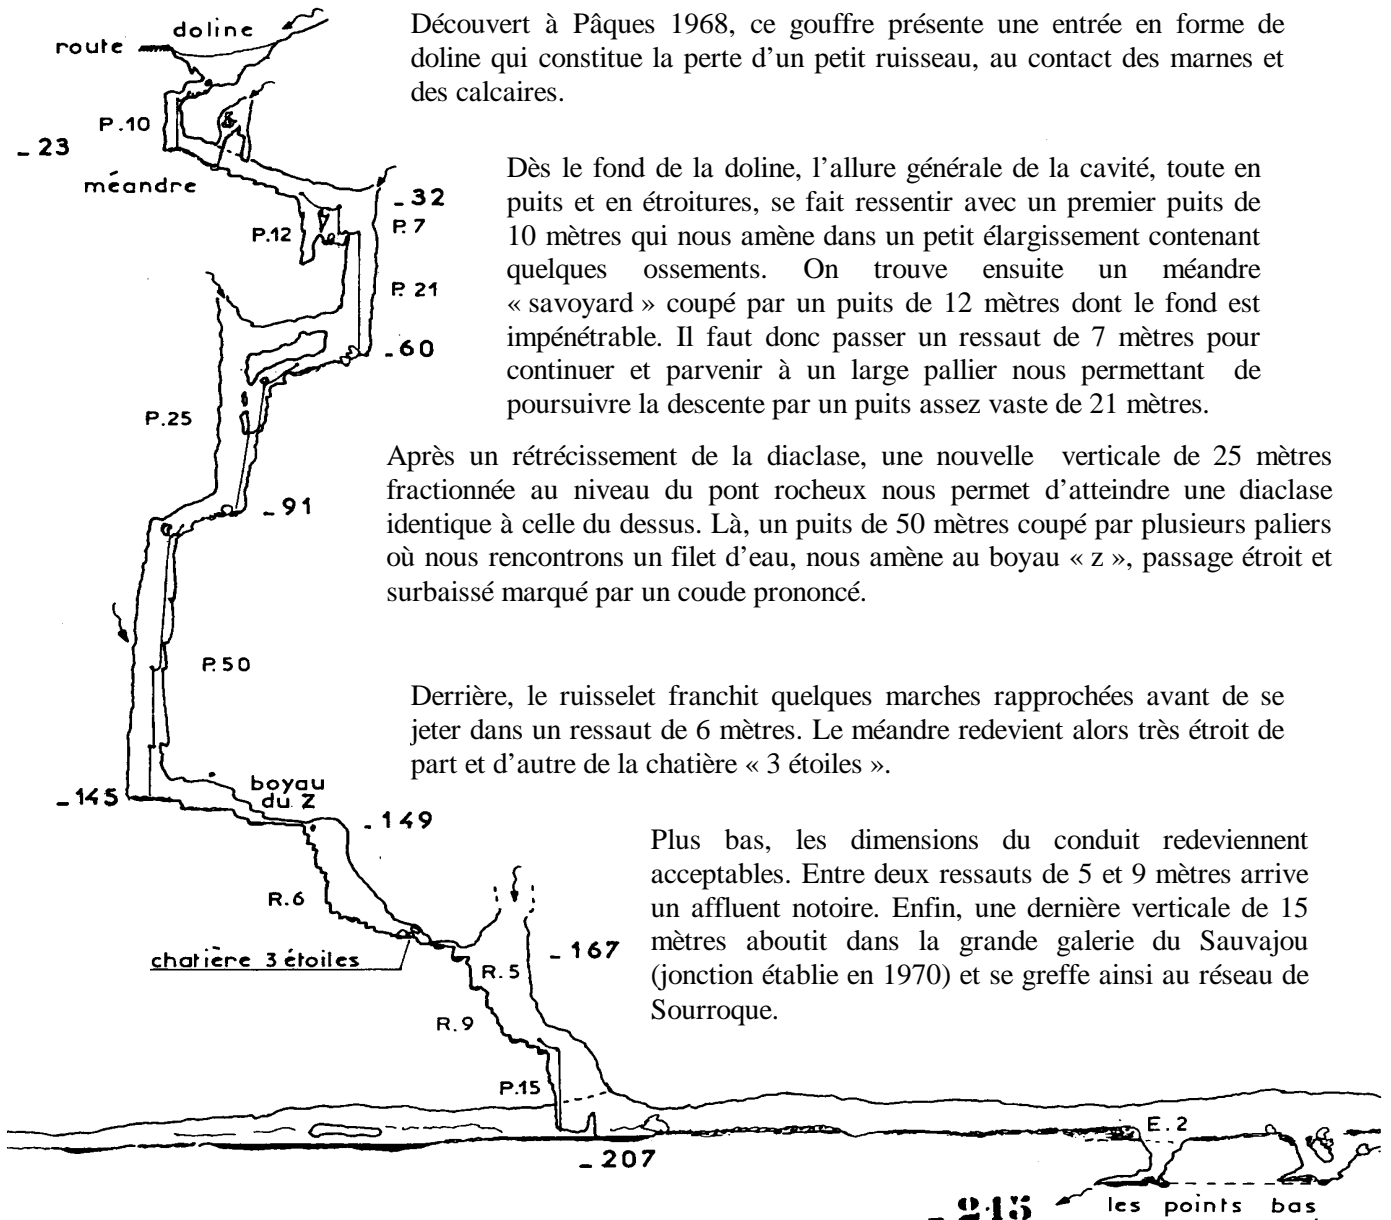 Découvert à Pâques 1968, ce gouffre présente une entrée en forme de
doline qui constitue la perte d’un petit ruisseau, au contact des marnes et
des calcaires.
doline
route
P.10
- 23
méandre
Dès le fond de la doline, l’allure générale de la cavité, toute en
puits et en étroitures, se fait ressentir avec un premier puits de
10 mètres qui nous amène dans un petit élargissement contenant
quelques ossements. On trouve ensuite un méandre
« savoyard » coupé par un puits de 12 mètres dont le fond est
impénétrable. Il faut donc passer un ressaut de 7 mètres pour
continuer et parvenir à un large pallier nous permettant de
poursuivre la descente par un puits assez vaste de 21 mètres.
- 32
P.12
P.7
P.21
-60
P.25
Après un rétrécissement de la diaclase, une nouvelle verticale de 25 mètres
fractionnée au niveau du pont rocheux nous permet d’atteindre une diaclase
identique à celle du dessus. Là, un puits de 50 mètres coupé par plusieurs paliers
où nous rencontrons un filet d’eau, nous amène au boyau « z », passage étroit et
surbaissé marqué par un coude prononcé.
- 91
P.50
Derrière, le ruisselet franchit quelques marches rapprochées avant de se
jeter dans un ressaut de 6 mètres. Le méandre redevient alors très étroit de
part et d'autre de la chatière « 3 étoiles ».
- 145
boyau
du Z
- 149
Plus bas, les dimensions du conduit redeviennent
acceptables. Entre deux ressauts de 5 et 9 mètres arrive
un affluent notoire. Enfin, une dernière verticale de 15
mètres aboutit dans la grande galerie du Sauvajou
(jonction établie en 1970) et se greffe ainsi au réseau de
Sourroque.
R.6
chatière 3 étoiles
- 167
R.5
R.9
P.15
E.2
- 207
- 215
les points bas